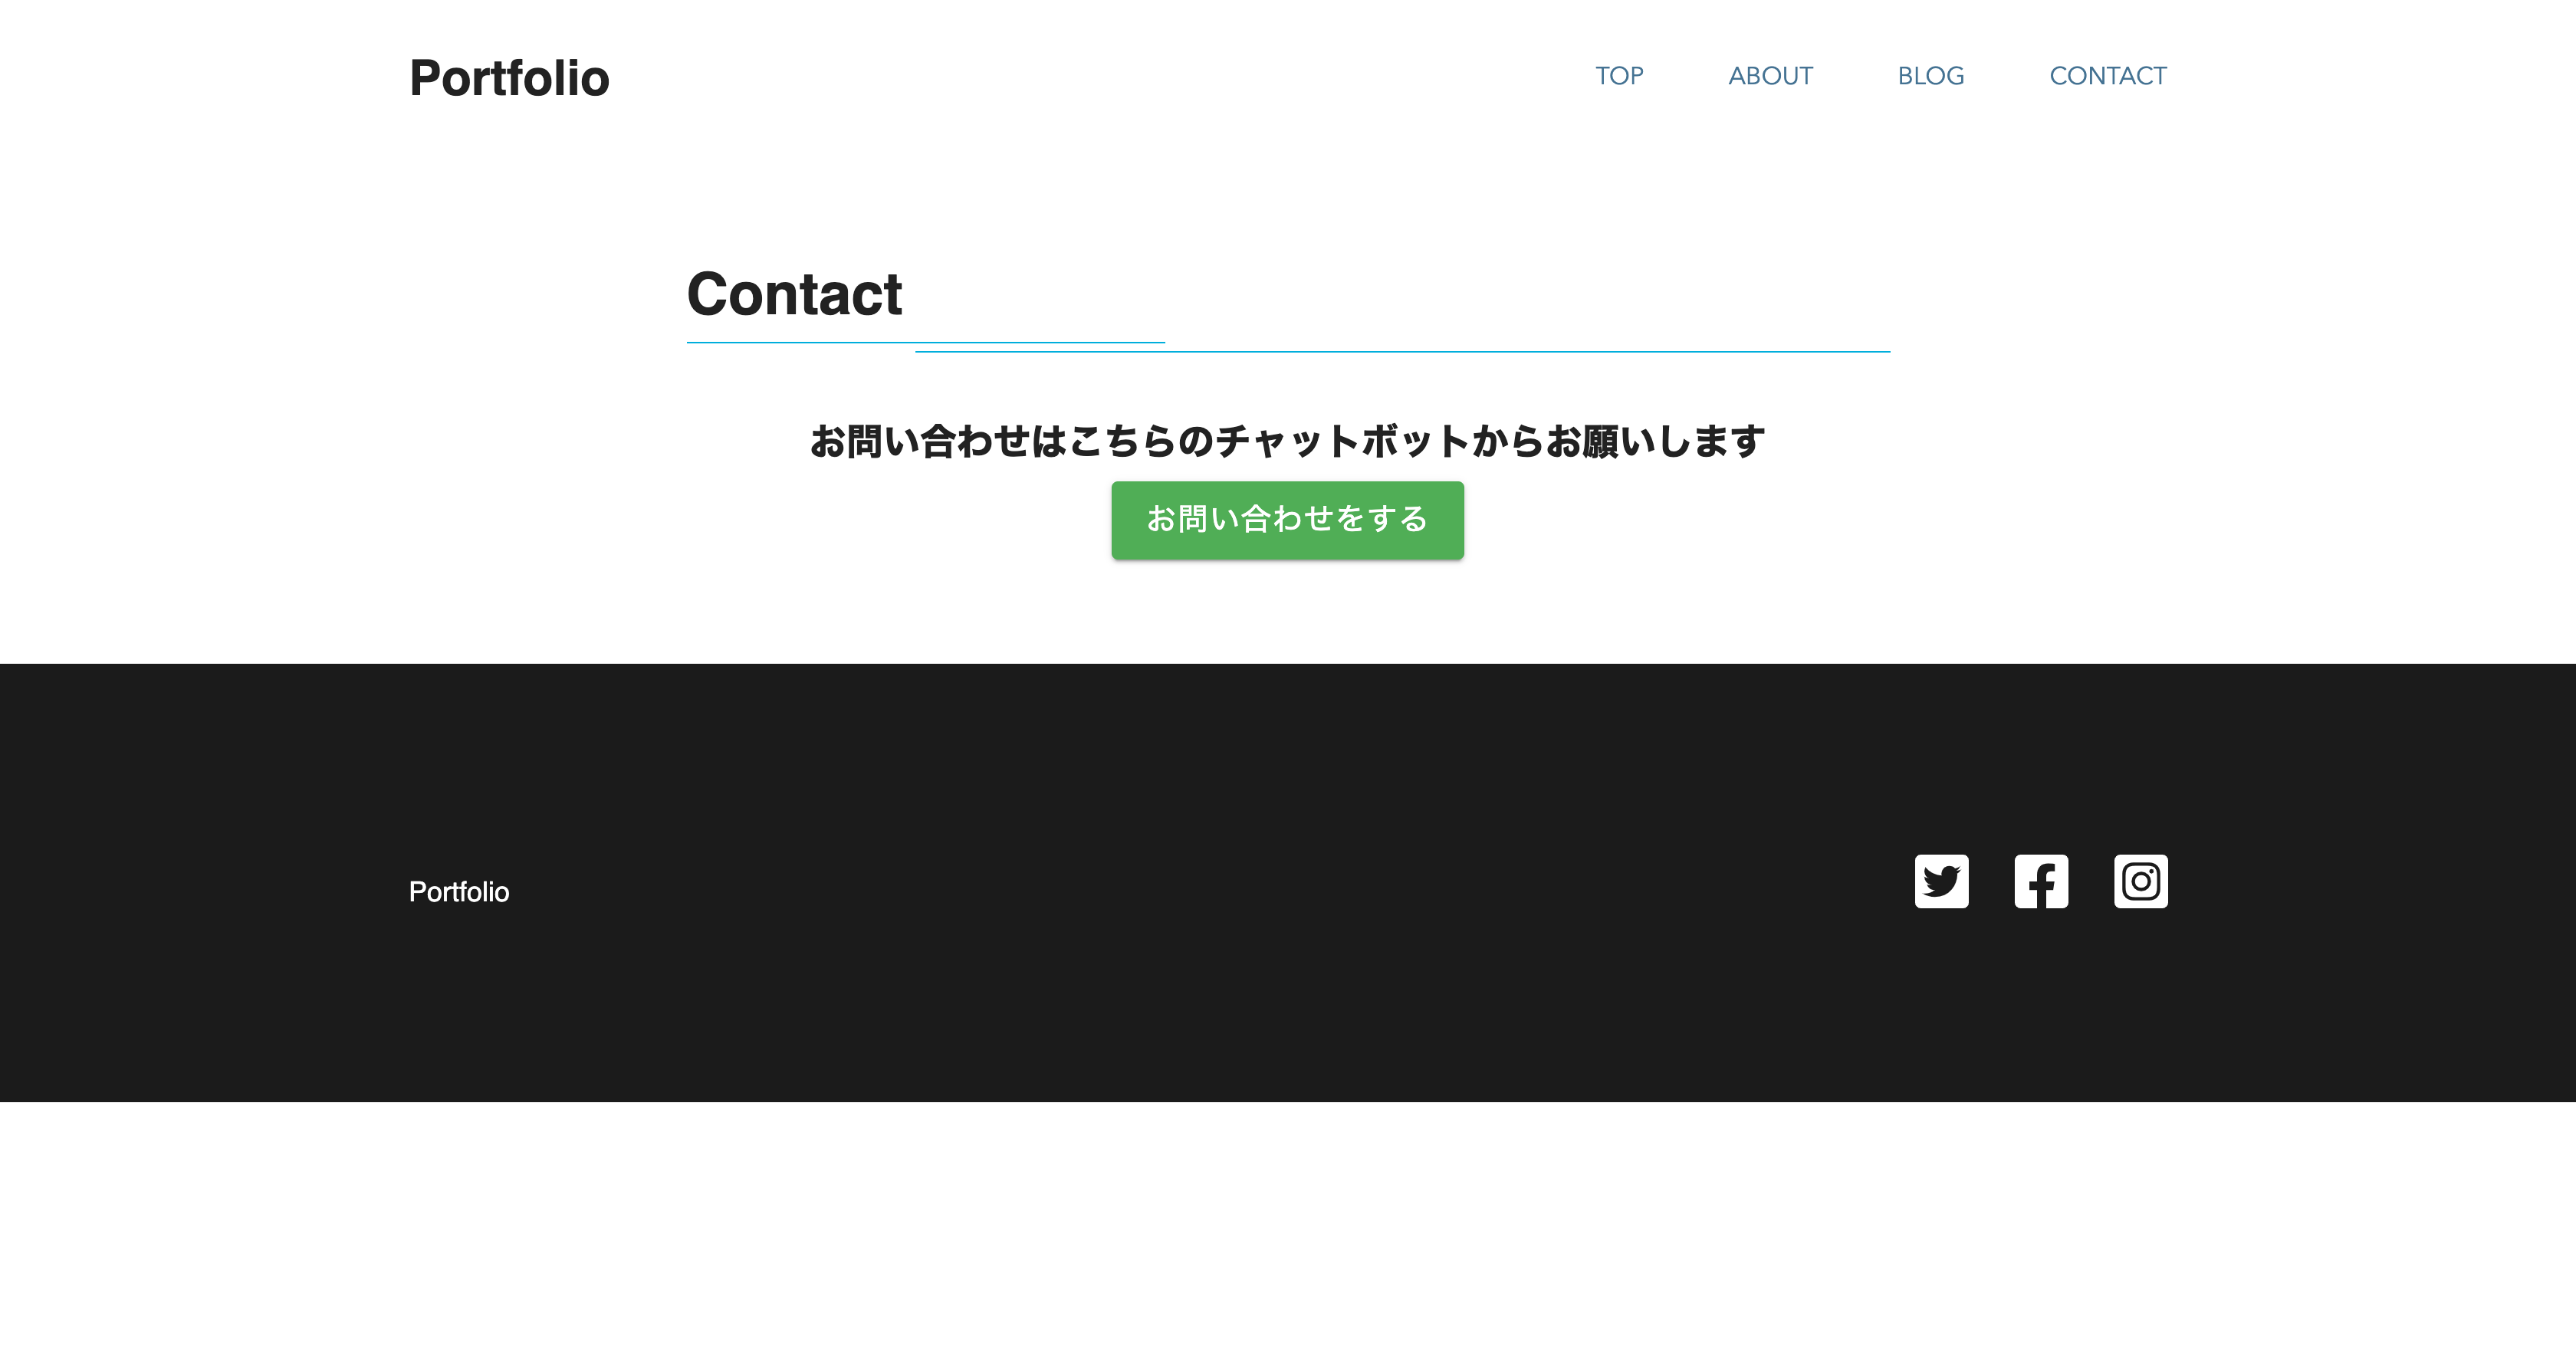 Portfolio
TOP ABOUT BLOG CONTACT
Contact
お問い合わせはこちらのチャットボットからお願いします
お問い合わせをする
Portfolio